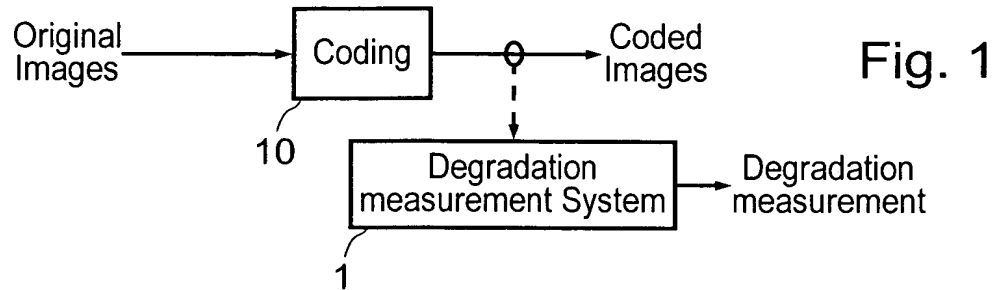 Original
Images
Coding
Coded
Images
Fig. 1
10
Degradation
measurement System
Degradation
measurement
1